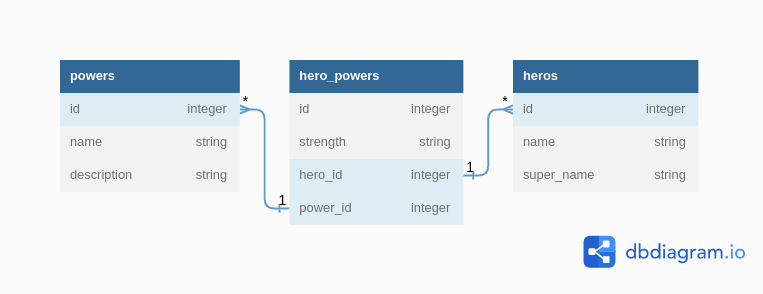 powers
id integer
name string
description string
*
1
hero_powers
id integer
strength string
hero_id integer
power_id integer
1
*
heros
id integer
name string
super_name string
dbdiagram.io